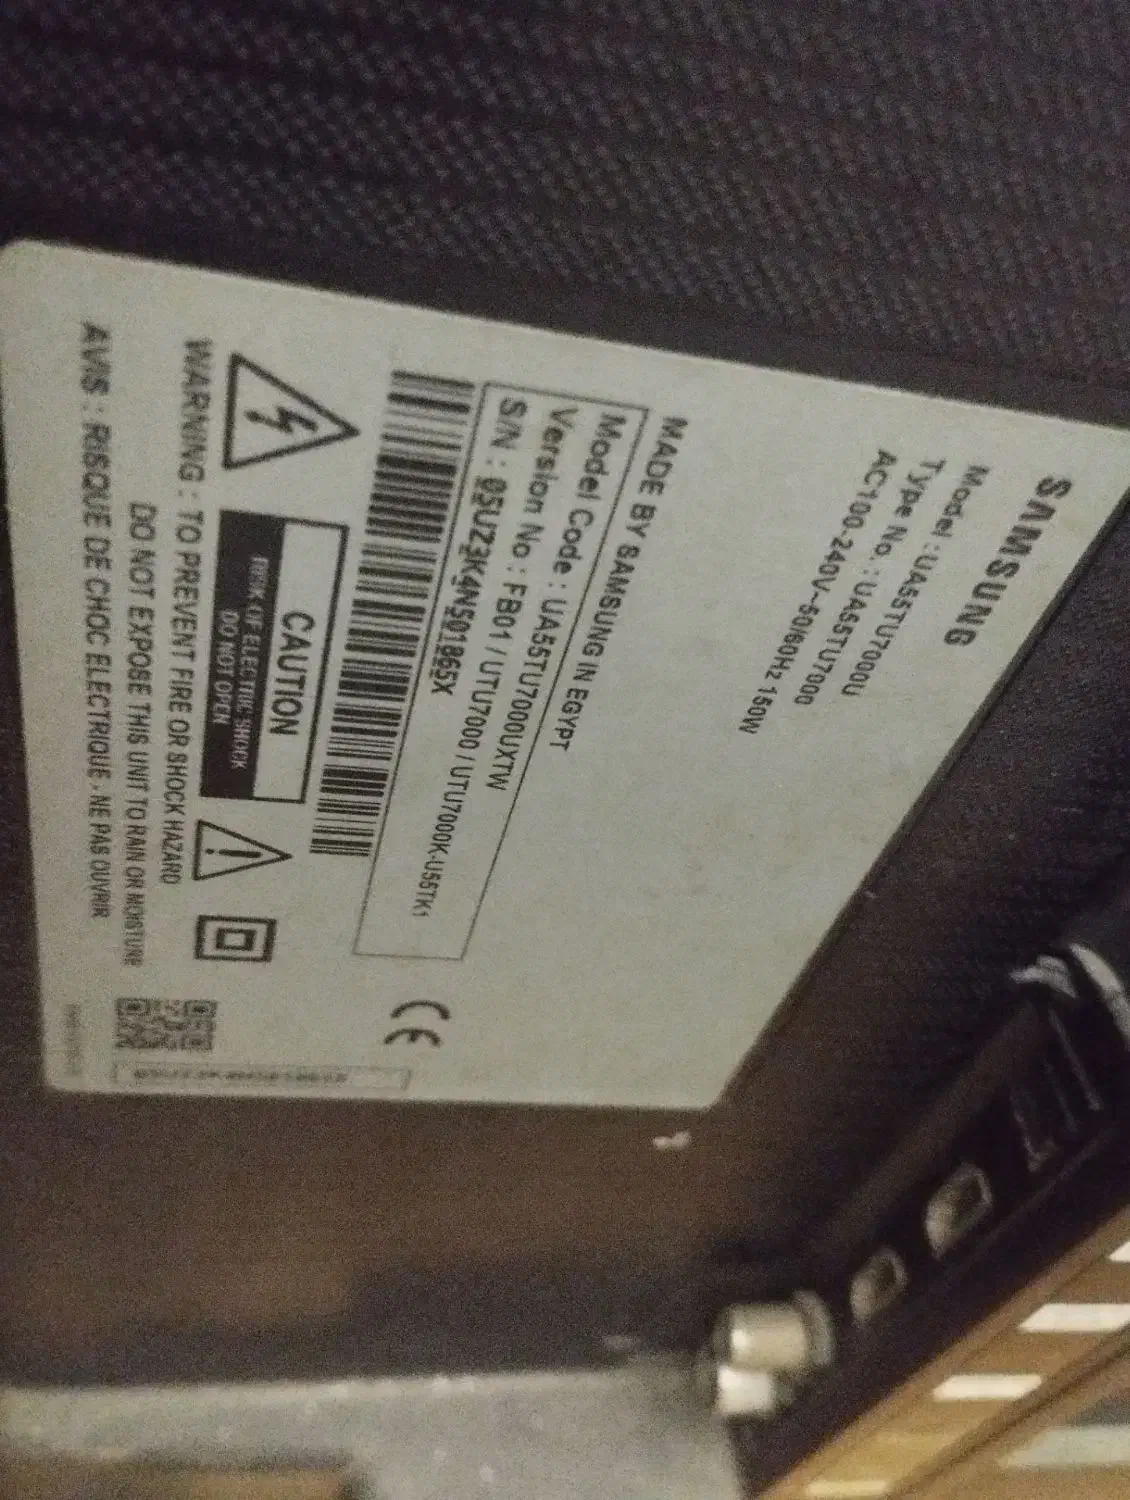 SAMSUNG
Model : UA55TU7000U
Type No. : UA55TU7000
AC100-240V~50/60Hz 150W
MADE BY SAMSUNG IN EGYPT
Model Code : UA55TU7000UXTW
Version No : FB01 / UTU7000 / UTU7000K-U55TK1
S/N : 05UZ3K4N501865X
CAUTION
RISK OF ELECTRIC SHOCK
DO NOT OPEN
WARNING : TO PREVENT FIRE OR SHOCK HAZARD
DO NOT EXPOSE THIS UNIT TO RAIN OR MOISTURE
AVIS : RISQUE DE CHOC ELECTRIQUE - NE PAS OUVRIR
CE